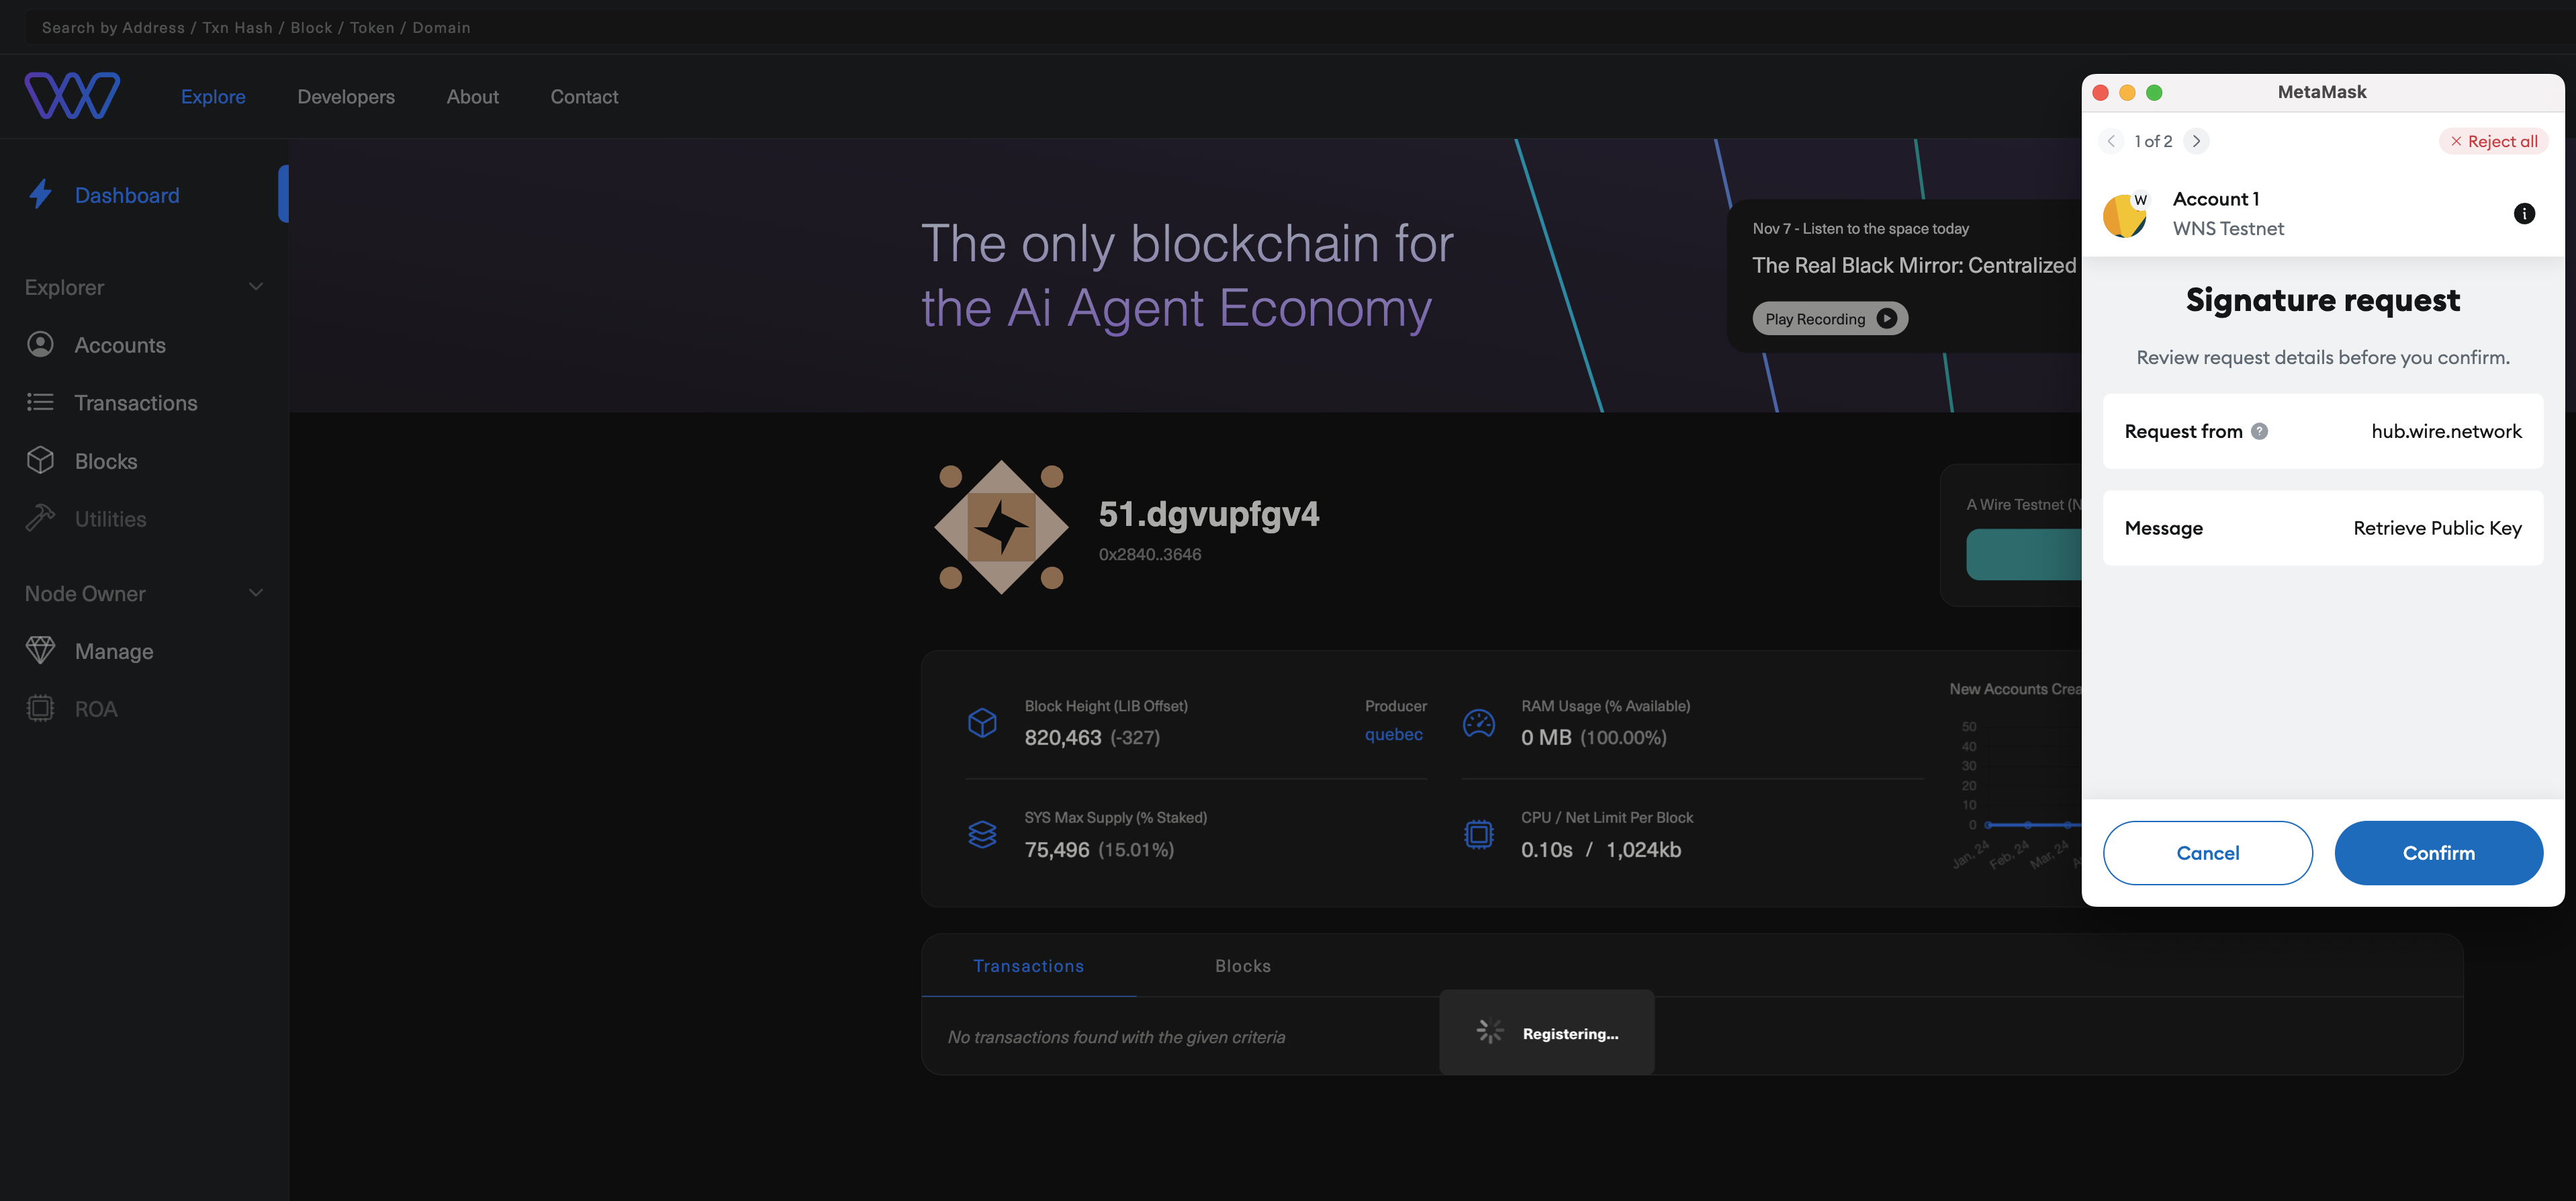 Search by Address / Txn Hash / Block / Token / Domain
Explore
Developers
About
Contact
Dashboard
Explorer
Accounts
Transactions
Blocks
Utilities
Node Owner
Manage
ROA
The only blockchain for
the Ai Agent Economy
Nov 7 - Listen to the space today
The Real Black Mirror: Centralized
Play Recording
51.dgvupfgv4
0x2840..3646
A Wire Testnet (N
Block Height (LIB Offset)
820,463 (-327)
Producer
quebec
RAM Usage (% Available)
0 MB (100.00%)
SYS Max Supply (% Staked)
75,496 (15.01%)
CPU / Net Limit Per Block
0.10s / 1,024kb
New Accounts Crea
50
40
30
20
10
0
Jan, 24
Feb, 24
Mar, 24
Transactions
Blocks
No transactions found with the given criteria
Registering...
MetaMask
1 of 2
Reject all
W
Account 1
WNS Testnet
Signature request
Review request details before you confirm.
Request from
hub.wire.network
Message
Retrieve Public Key
Cancel
Confirm